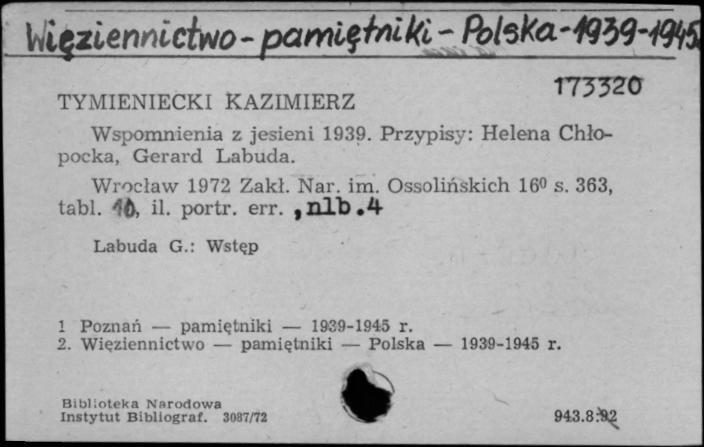 Więziennictwo - pamiętniki - Polska - 1939-1945
173320
TYMIENIECKI KAZIMIERZ
Wspomnienia z jesieni 1939. Przypisy: Helena Chło-
pocka, Gerard Labuda.
Wrocław 1972 Zakł. Nar. im. Ossolińskich 16⁰ s. 363,
tabl. 10, il. portr. err. , nlb. 4
Labuda G.: Wstęp
1 Poznań — pamiętniki — 1939-1945 r.
2. Więziennictwo — pamiętniki — Polska — 1939-1945 r.
Biblioteka Narodowa
Instytut Bibliograf. 3087/72
943.8:92